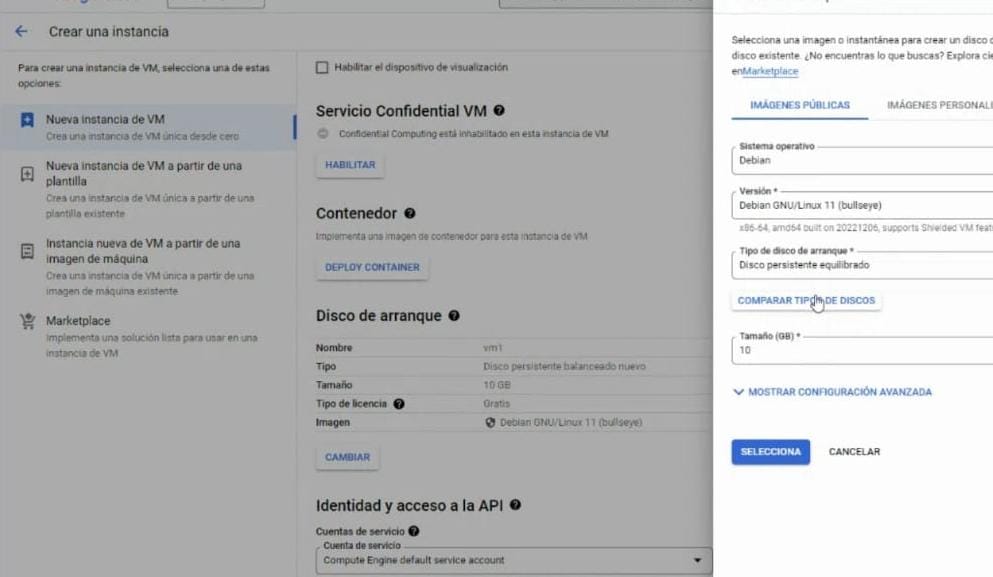 Crear una instancia
Para crear una instancia de VM, selecciona una de estas
opciones:
Nueva instancia de VM
Crea una instancia de VM única desde cero
Nueva instancia de VM a partir de una
plantilla
Crea una instancia de VM única a partir de una
plantilla existente
Instancia nueva de VM a partir de una
imagen de máquina
Crea una instancia de VM única a partir de una
imagen de máquina existente
Marketplace
Implementa una solución lista para usar en una
instancia de VM
Habilitar el dispositivo de visualización
Servicio Confidential VM
Confidential Computing está inhabilitado en esta instancia de VM
HABILITAR
Contenedor
Implementa una imagen de contenedor para esta instancia de VM
DEPLOY CONTAINER
Disco de arranque
Nombre vm1
Tipo Disco persistente balanceado nuevo
Tamaño 10 GB
Tipo de licencia Gratis
Imagen Debian GNU/Linux 11 (bullseye)
CAMBIAR
Identidad y acceso a la API
Cuentas de servicio
Cuenta de servicio
Compute Engine default service account
Selecciona una imagen o instantánea para crear un disco
disco existente. ¿No encuentras lo que buscas? Explora
enMarketplace
IMÁGENES PÚBLICAS IMÁGENES PERSONALI
Sistema operativo
Debian
Versión *
Debian GNU/Linux 11 (bullseye)
x86-64, amd64 built on 20221206, supports Shielded VM
Tipo de disco de arranque *
Disco persistente equilibrado
COMPARAR TIPOS DE DISCOS
Tamaño (GB) *
10
MOSTRAR CONFIGURACIÓN AVANZADA
SELECCIONA CANCELAR